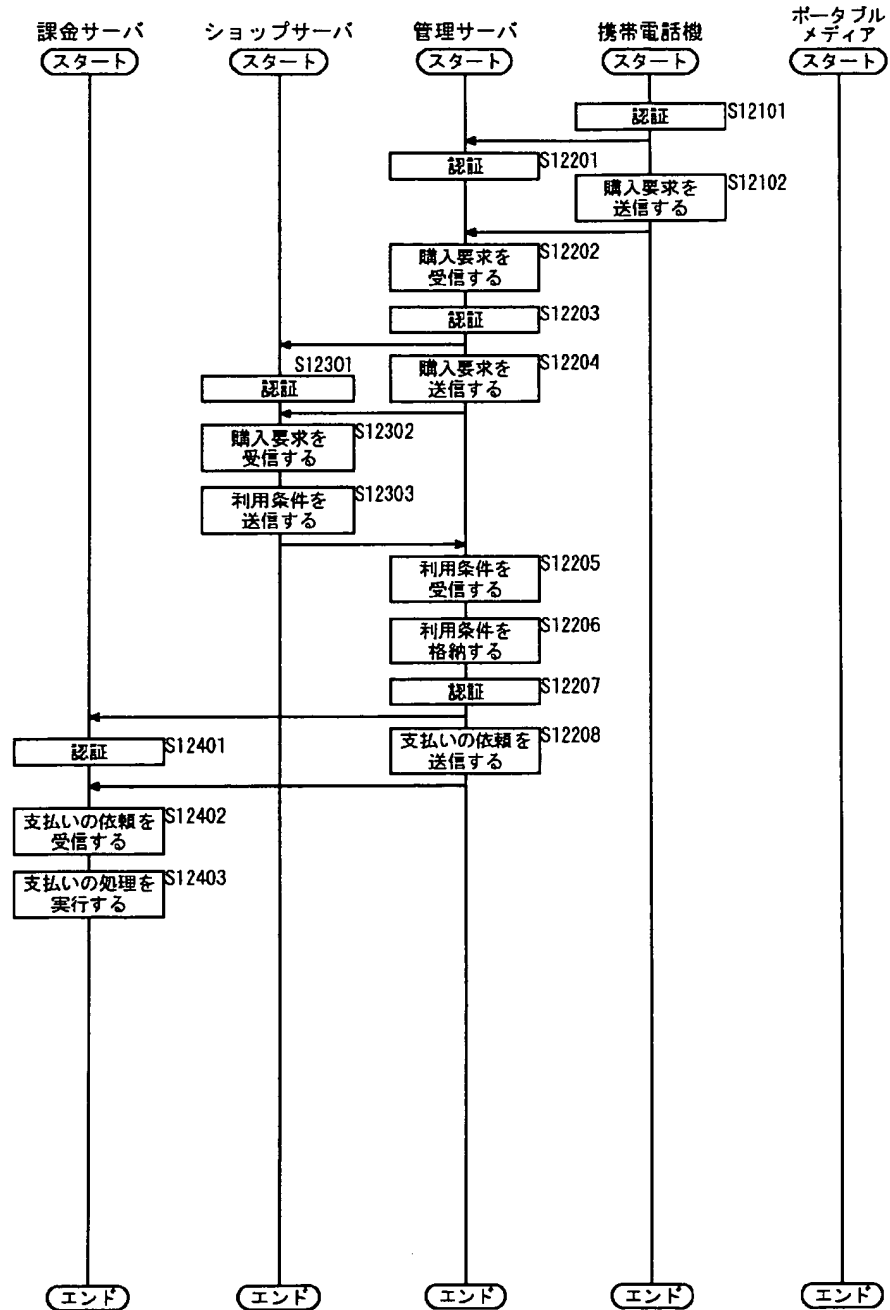 課金サーバ
ショップサーバ
管理サーバ
携帯電話機
ポータブル
メディア
スタート
スタート
スタート
スタート
スタート
認証
S12101
認証
S12201
購入要求を
送信する
S12102
購入要求を
受信する
S12202
認証
S12203
S12301
認証
購入要求を
送信する
S12204
購入要求を
受信する
S12302
利用条件を
送信する
S12303
利用条件を
受信する
S12205
利用条件を
格納する
S12206
認証
S12207
認証
S12401
支払いの依頼を
送信する
S12208
支払いの依頼を
受信する
S12402
支払いの処理を
実行する
S12403
エンド
エンド
エンド
エンド
エンド